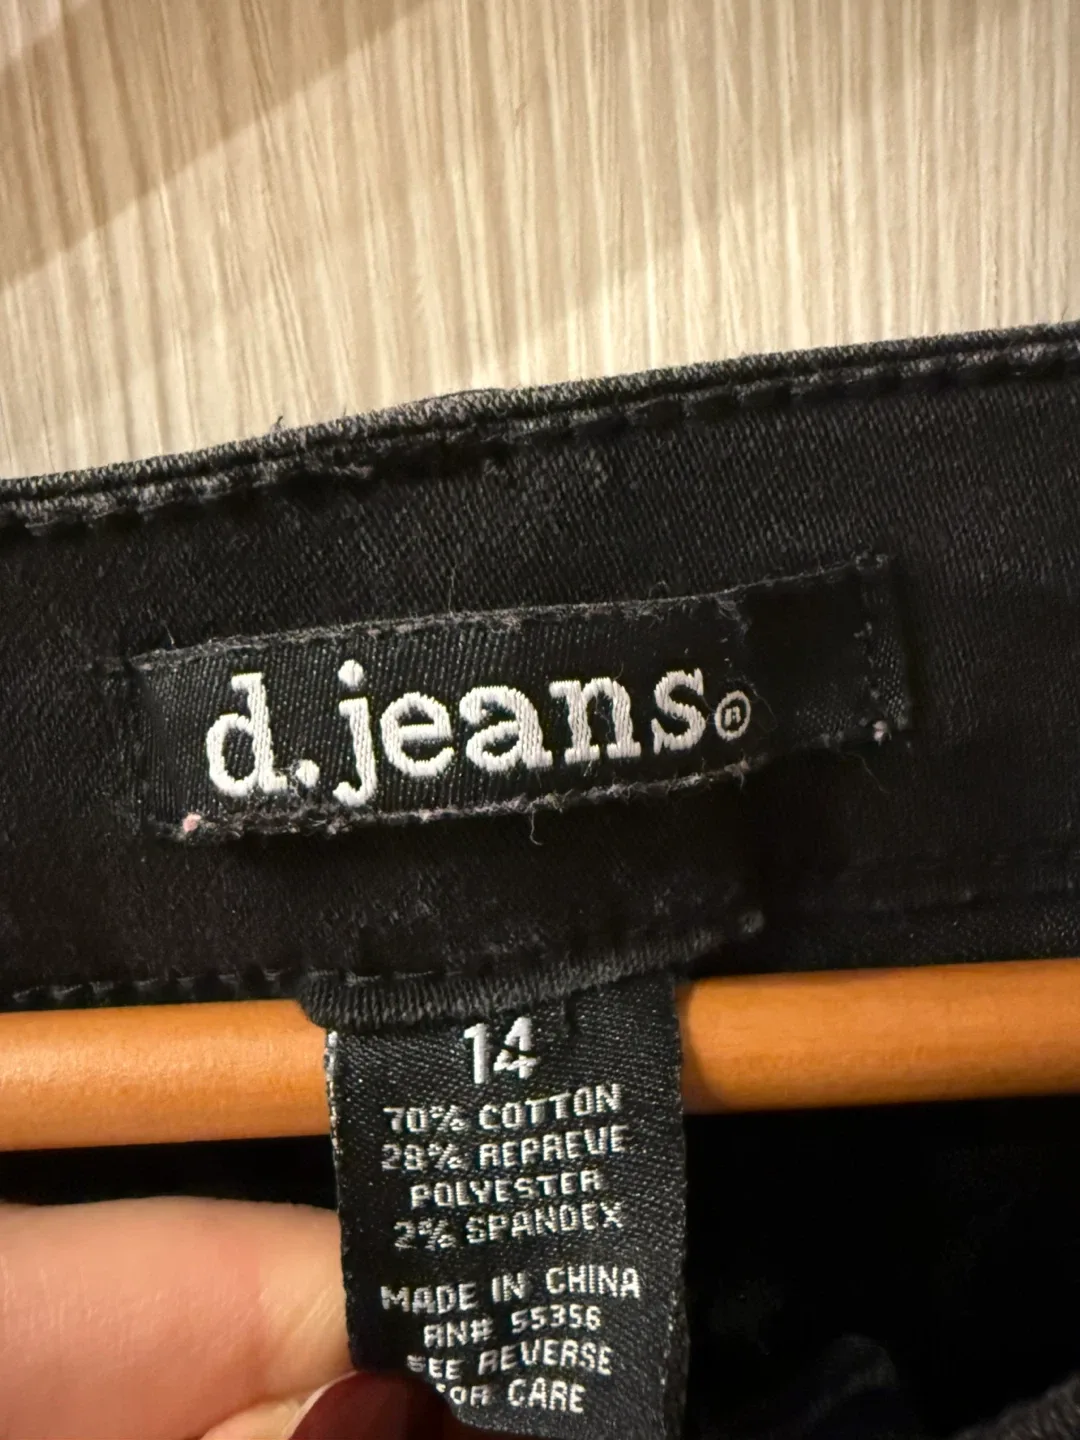 d.jeans®
14
70% COTTON
28% REPREVE
POLYESTER
2% SPANDEX
MADE IN CHINA
RN# 55356
SEE REVERSE
FOR CARE